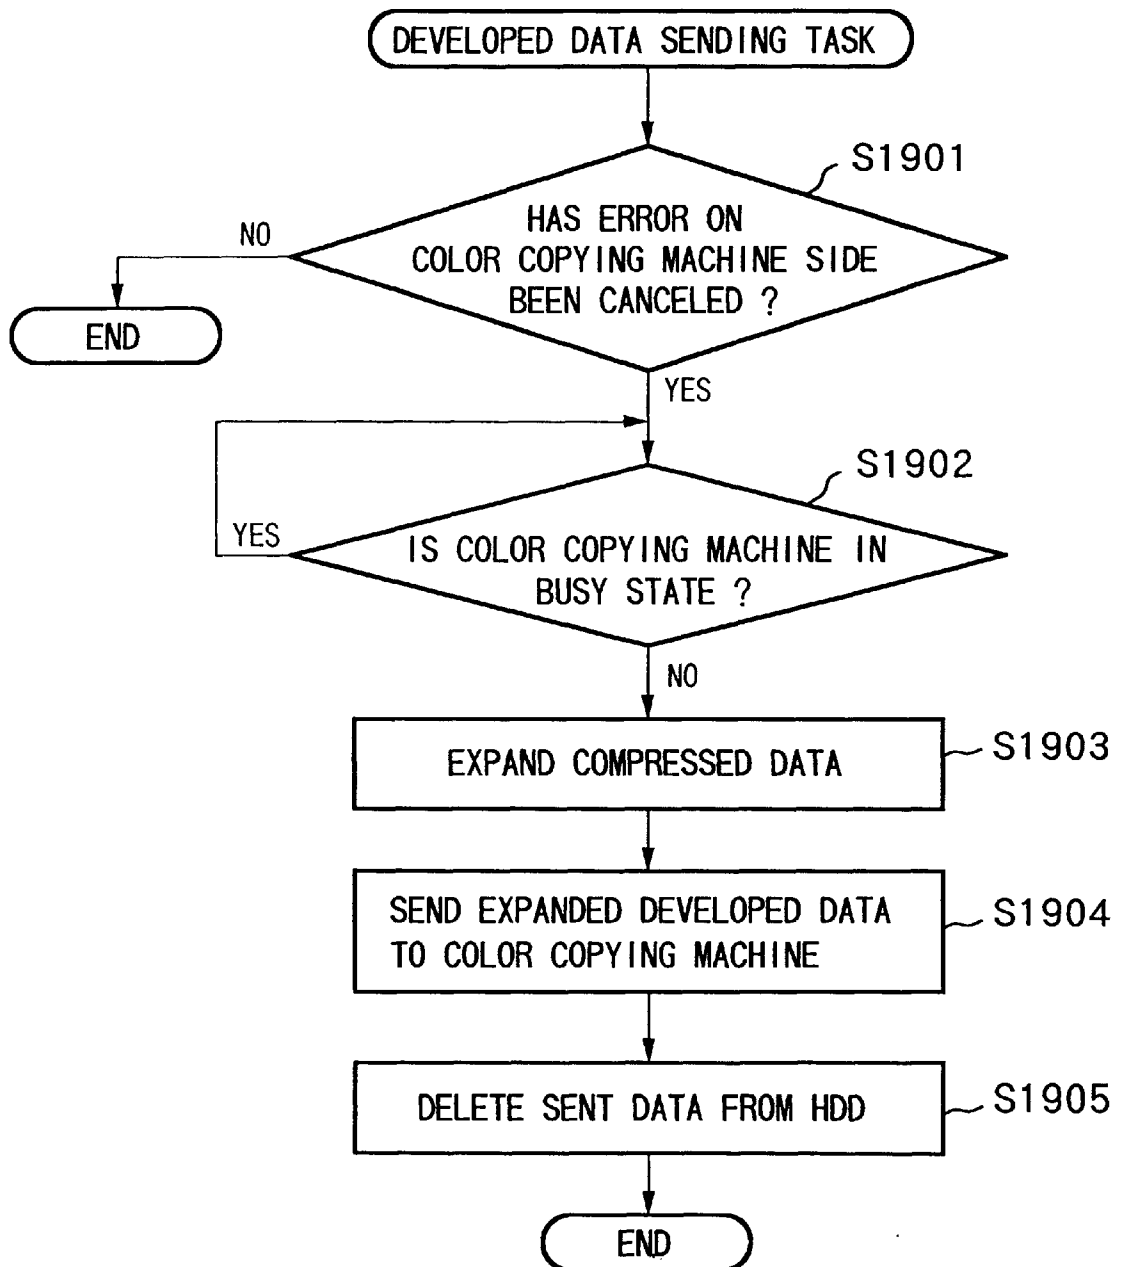 DEVELOPED DATA SENDING TASK
S1901
HAS ERROR ON
COLOR COPYING MACHINE SIDE
BEEN CANCELED ?
NO
END
YES
S1902
YES
IS COLOR COPYING MACHINE IN
BUSY STATE ?
NO
EXPAND COMPRESSED DATA
S1903
SEND EXPANDED DEVELOPED DATA
TO COLOR COPYING MACHINE
S1904
DELETE SENT DATA FROM HDD
S1905
END